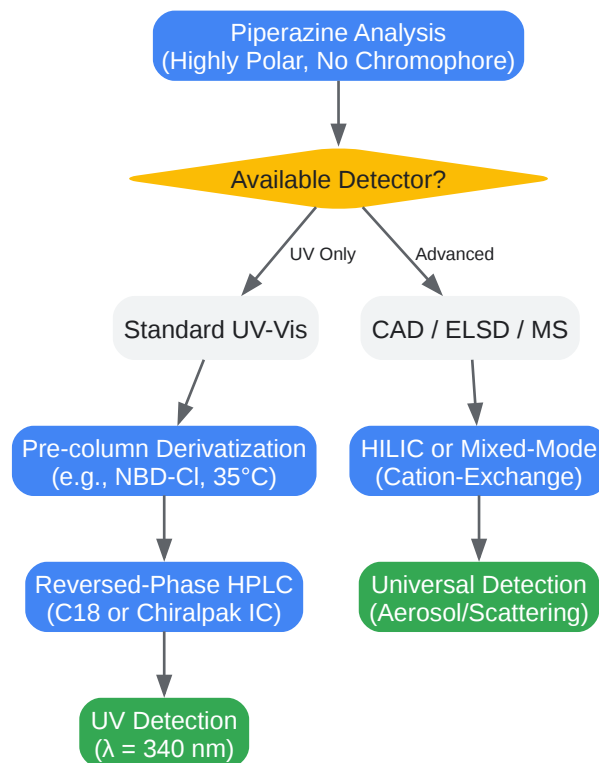 Piperazine Analysis
(Highly Polar, No Chromophore)
Available Detector?
UV Only
Advanced
Standard UV-Vis
CAD / ELSD / MS
Pre-column Derivatization
(e.g., NBD-Cl, 35°C)
HILIC or Mixed-Mode
(Cation-Exchange)
Reversed-Phase HPLC
(C18 or Chiralpak IC)
Universal Detection
(Aerosol/Scattering)
UV Detection
(λ = 340 nm)